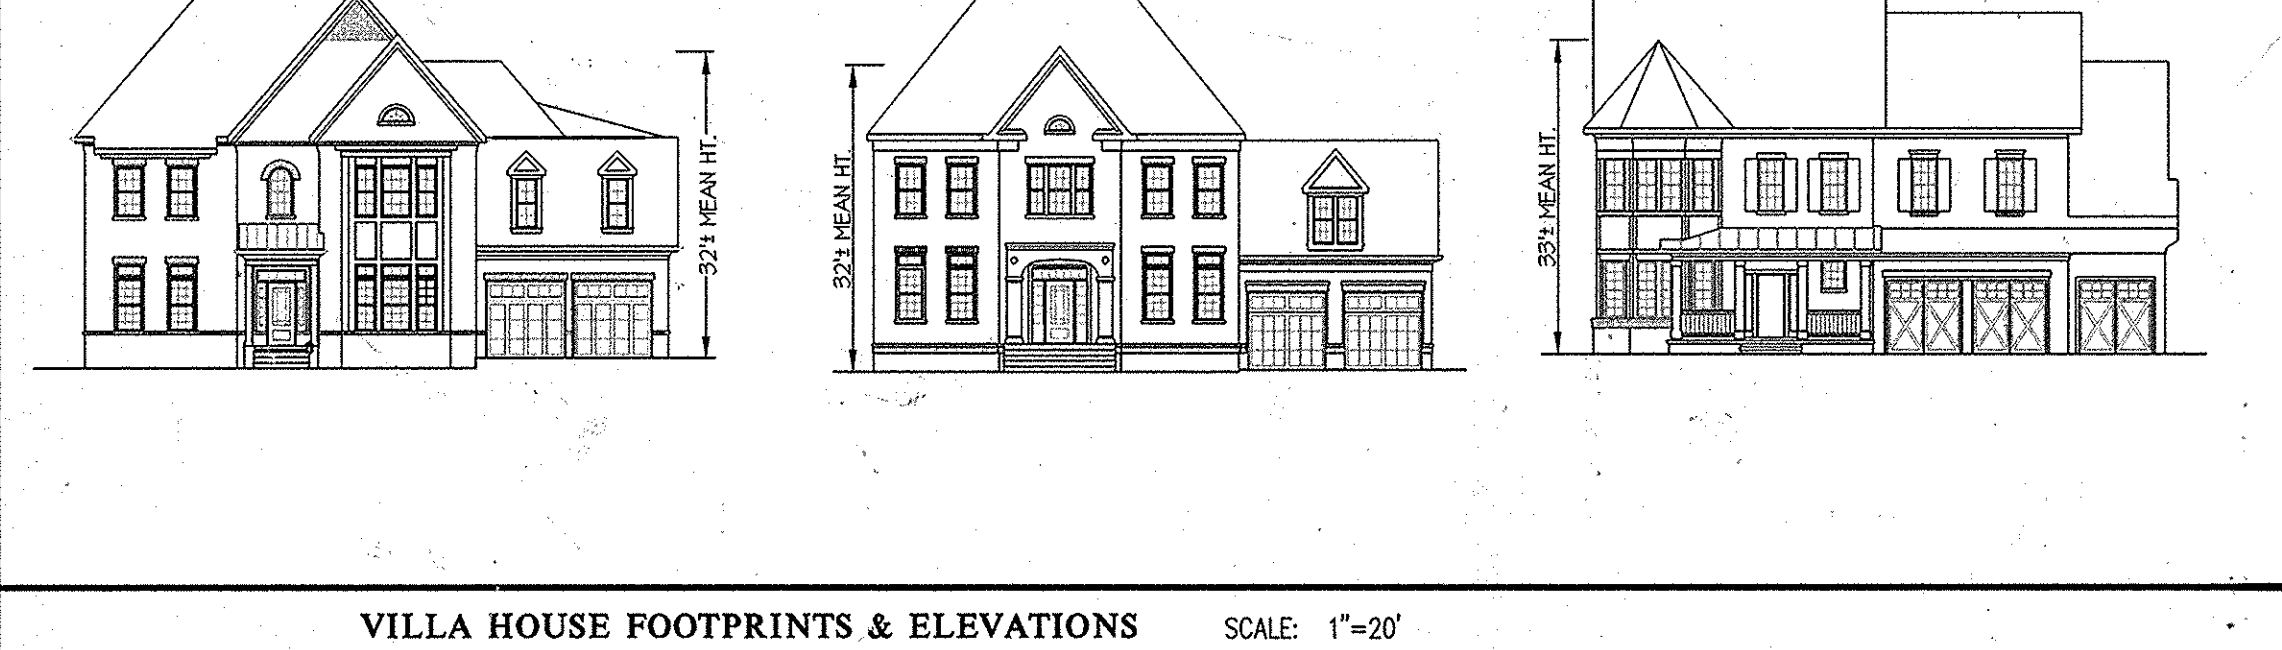 32'± MEAN HT.
32'± MEAN HT.
33'± MEAN HT.
VILLA HOUSE FOOTPRINTS & ELEVATIONS SCALE: 1"=20'